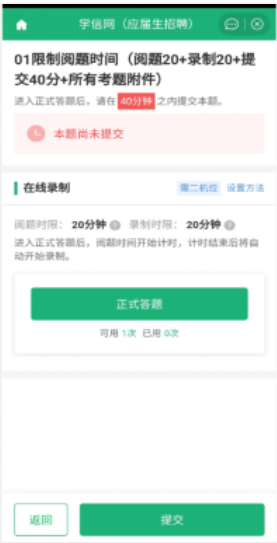 学信网（应届生招聘）
01限制阅题时间（阅题20+录制20+提
交40分+所有考题附件）
进入正式答题后，请在 40分钟 之内提交本题。
本题尚未提交
在线录制 需二机位 设置方法
阅题时限： 20分钟 录制时限： 20分钟
进入正式答题后，阅题时间开始计时，计时结束后将自
动开始录制。
正式答题
可用 1次 已用 0次
返回 提交